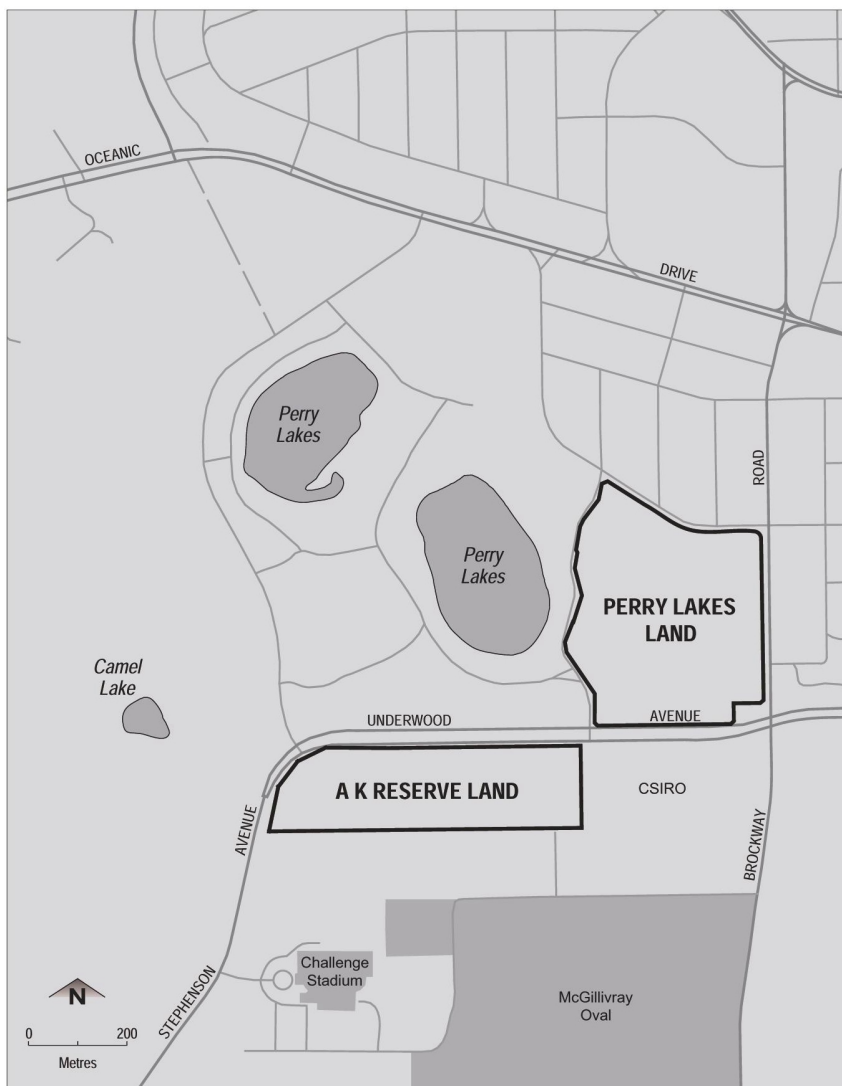 OCEANIC
DRIVE
Perry
Lakes
ROAD
Perry
Lakes
PERRY LAKES
LAND
Camel
Lake
UNDERWOOD
AVENUE
A K RESERVE LAND
CSIRO
AVENUE
BROCKWAY
Challenge
Stadium
McGillivray
Oval
STEPHENSON
N
0 200
Metres